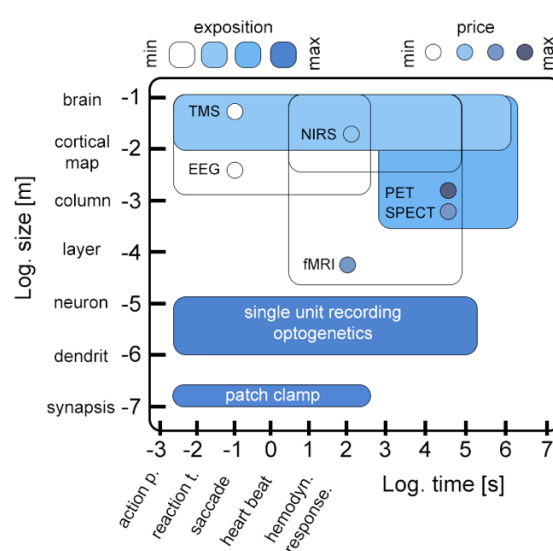 exposition
price
min
max
min
max
brain
cortical
map
column
layer
neuron
dendrit
synapsis
Log. size [m]
-1
-2
-3
-4
-5
-6
-7
TMS
NIRS
EEG
PET
SPECT
fMRI
single unit recording
optogenetics
patch clamp
-3 -2 -1 0 1 2 3 4 5 6 7
action p.
reaction t.
saccade
heart beat
hemodyn.
response.
Log. time [s]